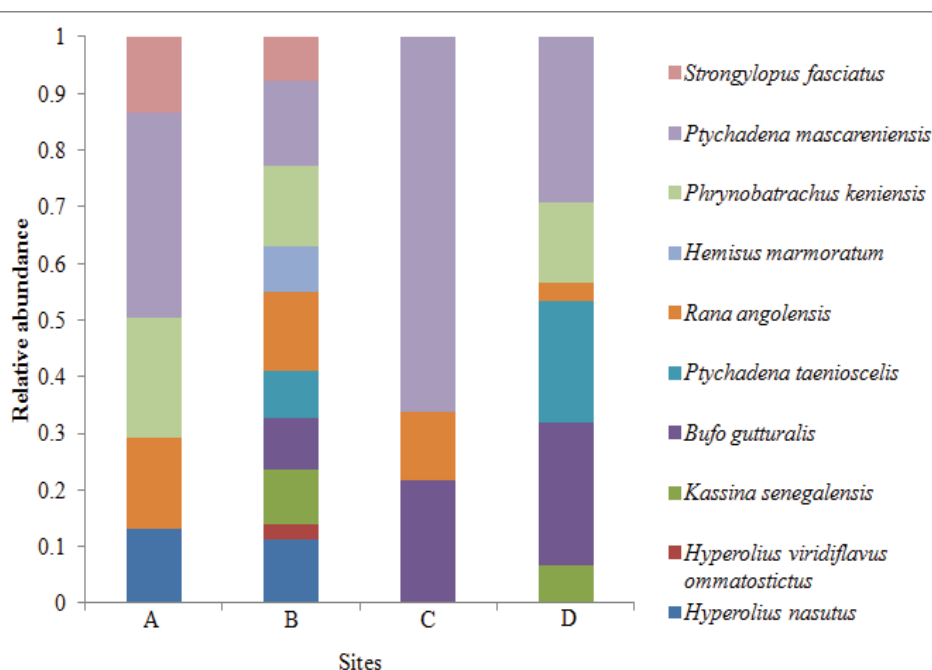 1
0.9
0.8
0.7
0.6
0.5
0.4
0.3
0.2
0.1
0
Relative abundance
A
B
C
D
Sites
Strongylopus fasciatus
Ptychadena mascareniensis
Phrynobatrachus keniensis
Hemisus marmoratum
Rana angolensis
Ptychadena taenioscelis
Bufo gutturalis
Kassina senegalensis
Hyperolius viridiflavus
ommatostictus
Hyperolius nasutus